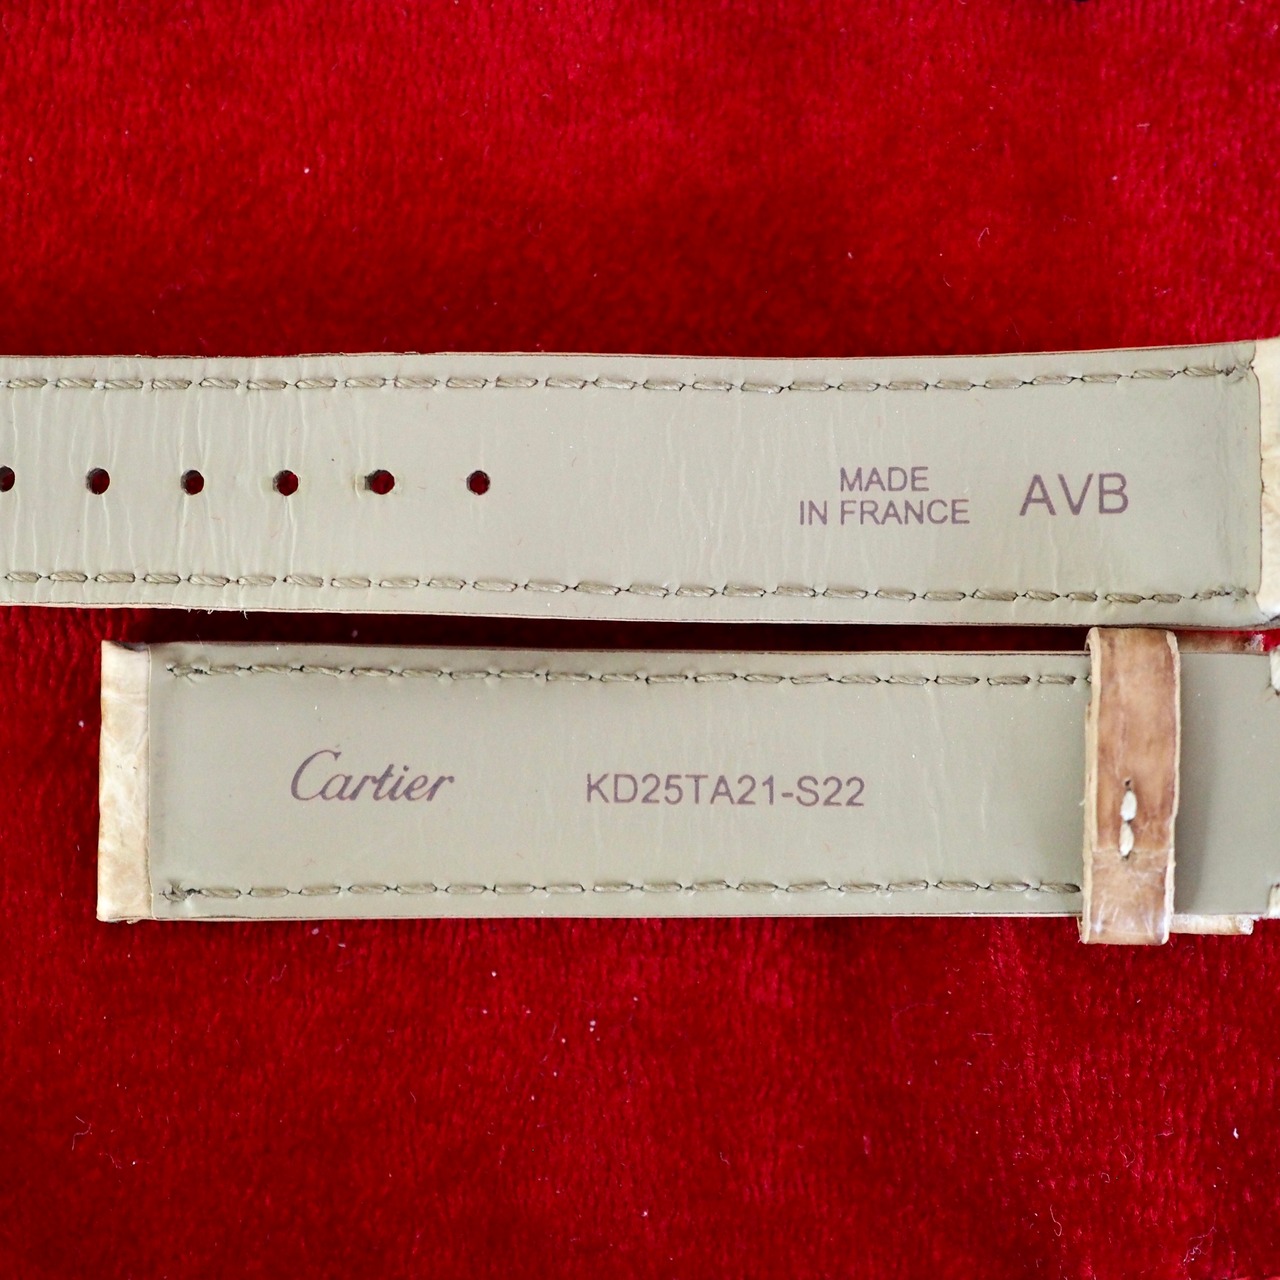 MADE
IN FRANCE
AVB
Cartier
KD25TA21-S22